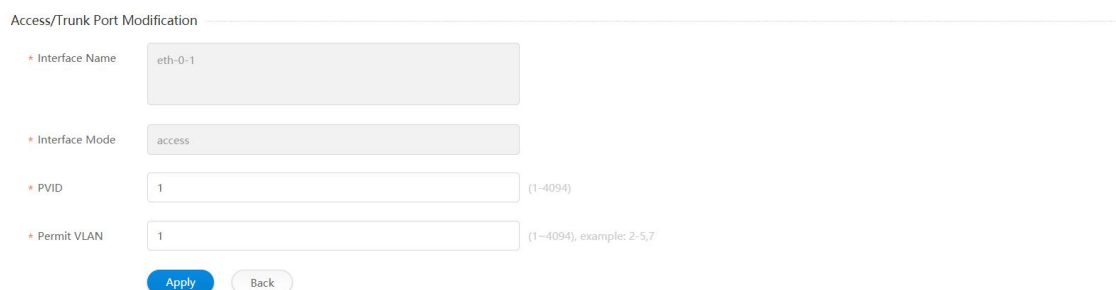 Access/Trunk Port Modification
* Interface Name eth-0-1
* Interface Mode access
* PVID 1 (1-4094)
* Permit VLAN 1 (1~4094), example: 2-5,7
Apply Back